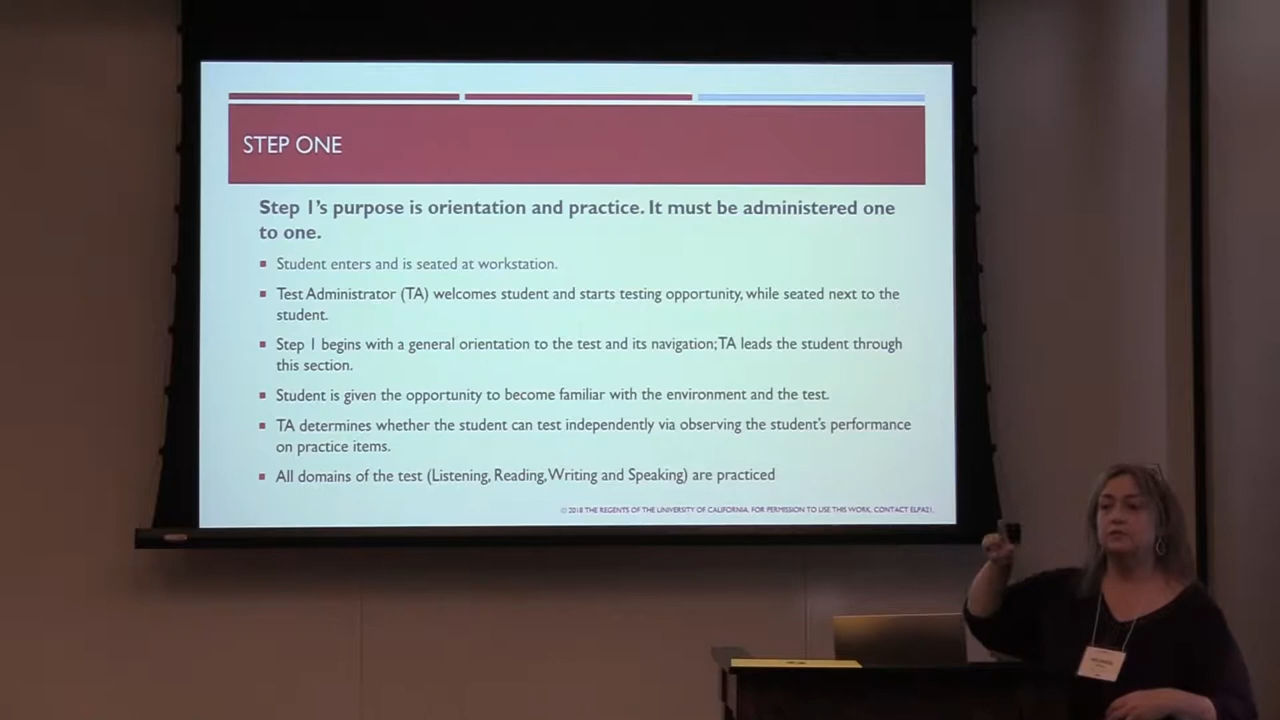 STEP ONE
Step 1's purpose is orientation and practice. It must be administered one
to one.
▪ Student enters and is seated at workstation.
▪ Test Administrator (TA) welcomes student and starts testing opportunity, while seated next to the
student.
▪ Step 1 begins with a general orientation to the test and its navigation; TA leads the student through
this section.
▪ Student is given the opportunity to become familiar with the environment and the test.
▪ TA determines whether the student can test independently via observing the student's performance
on practice items.
▪ All domains of the test (Listening, Reading, Writing and Speaking) are practiced
© 2018 THE REGENTS OF THE UNIVERSITY OF CALIFORNIA. FOR PERMISSION TO USE THIS WORK, CONTACT ELPA21.